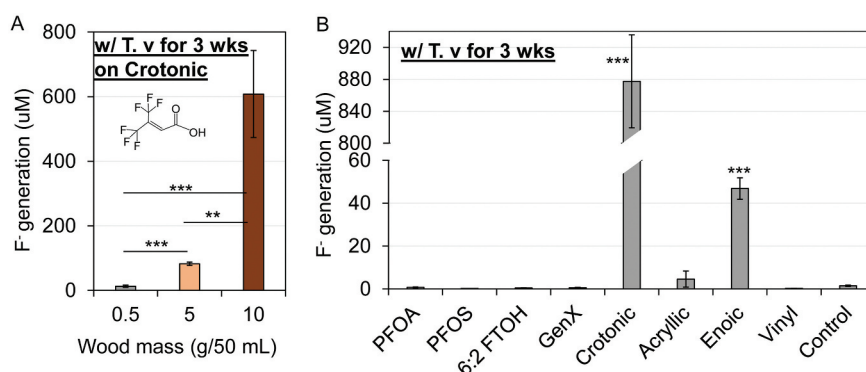 A
w/ T. v for 3 wks
on Crotonic
F⁻ generation (uM)
800
600
400
200
0
F
F
F
F
F
F
O
OH
***
**
***
0.5 5 10
Wood mass (g/50 mL)
B
w/ T. v for 3 wks
F⁻ generation (uM)
920
880
840
800
60
40
20
0
***
***
PFOA
PFOS
6:2 FTOH
GenX
Crotonic
Acryllic
Enoic
Vinyl
Control